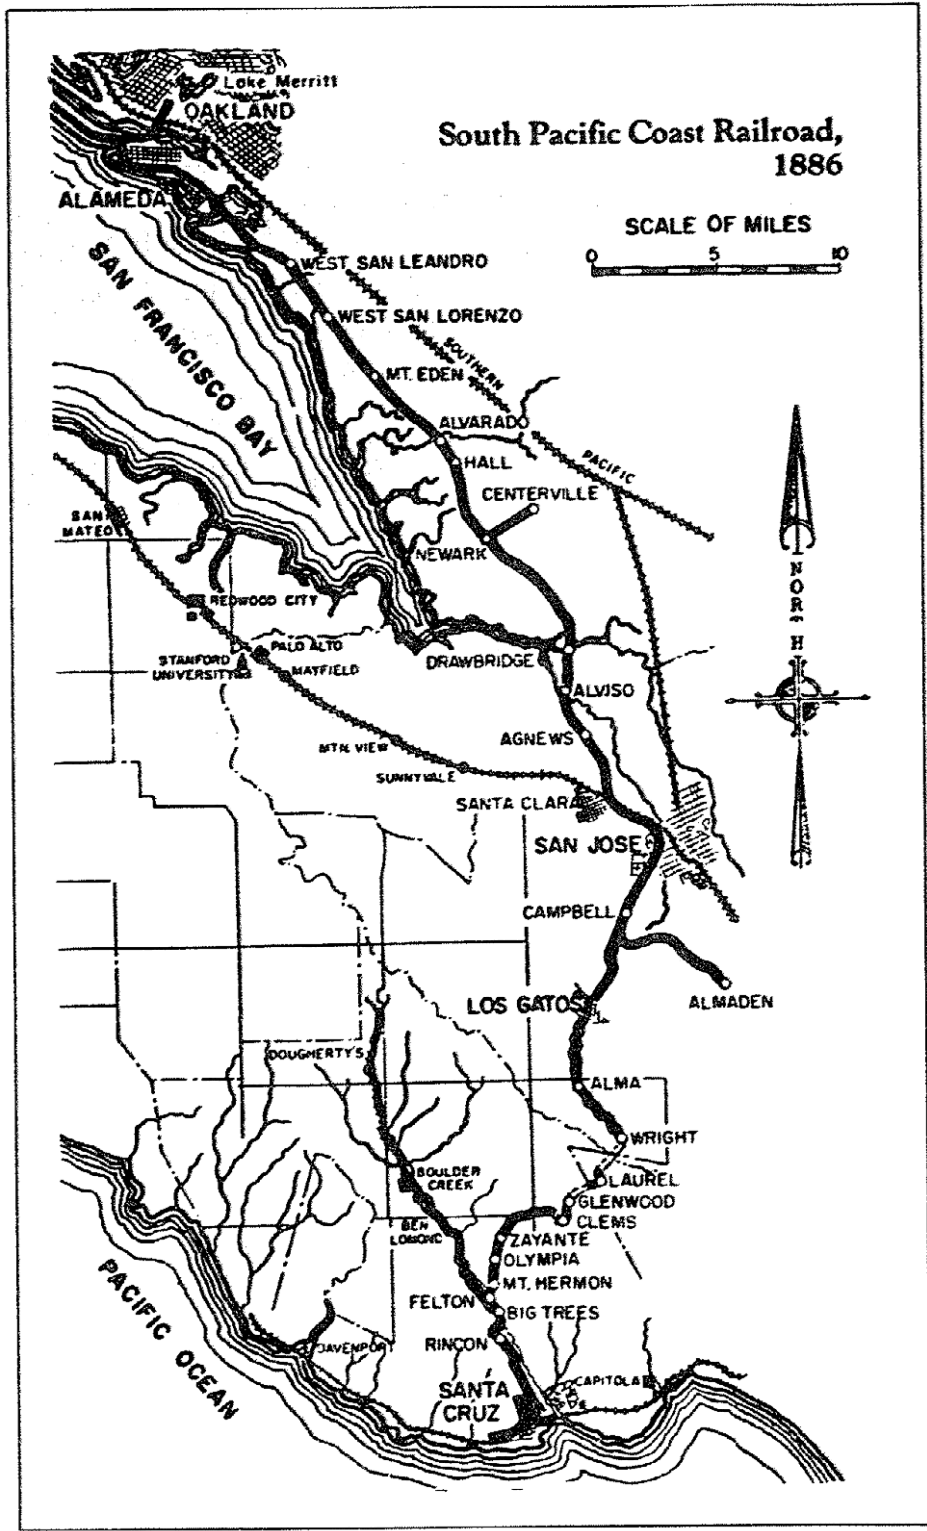 Lake Merritt
OAKLAND
South Pacific Coast Railroad,
1886
ALAMEDA
SCALE OF MILES
0 5 10
SAN FRANCISCO BAY
WEST SAN LEANDRO
WEST SAN LORENZO
SOUTHERN
MT. EDEN
ALVARADO
PACIFIC
HALL
CENTERVILLE
SAN
MATEO
NEWARK
NORTH
REDWOOD CITY
PALO ALTO
STANFORD
UNIVERSITY
MAYFIELD
DRAWBRIDGE
ALVISO
AGNEWS
MTN. VIEW
SUNNYVALE
SANTA CLARA
SAN JOSE
CAMPBELL
ALMADEN
LOS GATOS
DOUGHERTY'S
ALMA
WRIGHT
BOULDER
CREEK
LAUREL
GLENWOOD
CLEMS
BEN
LOMOND
ZAYANTE
OLYMPIA
MT. HERMON
FELTON
BIG TREES
RINCON
PACIFIC OCEAN
DAVENPORT
CAPITOLA
SANTA
CRUZ